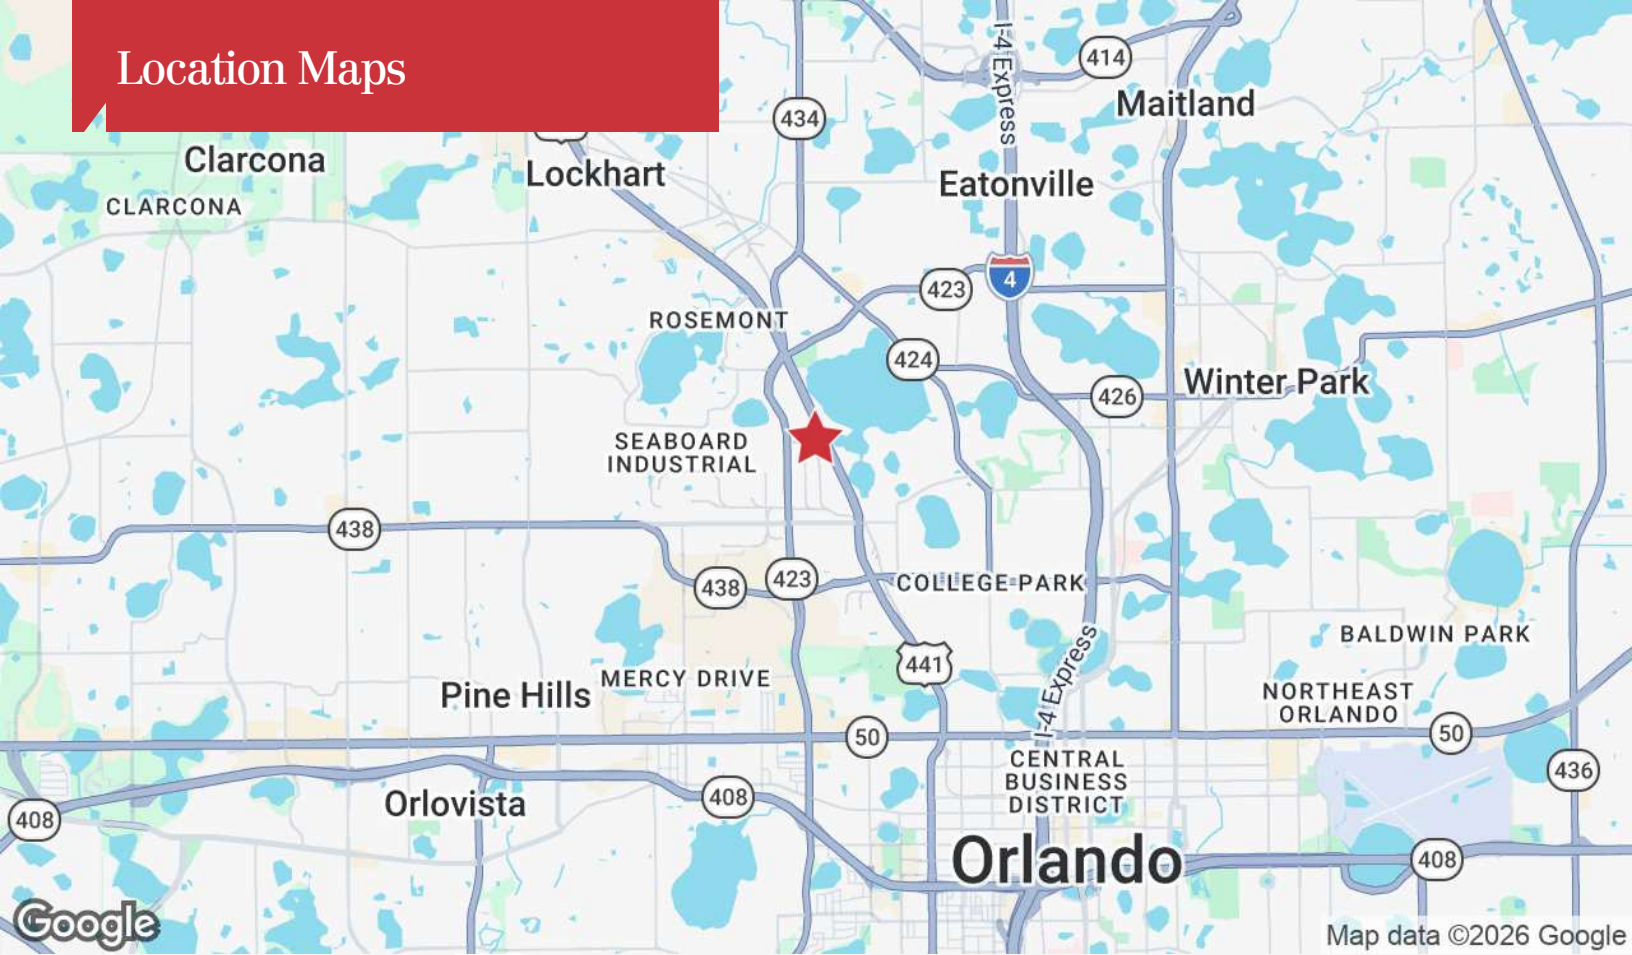 Location Maps
I-4 Express
414
Maitland
434
Clarcona
Lockhart
Eatonville
CLARCONA
4
423
ROSEMONT
424
Winter Park
426
SEABOARD
INDUSTRIAL
438
438
423
COLLEGE PARK
I-4 Express
BALDWIN PARK
441
MERCY DRIVE
Pine Hills
NORTHEAST
ORLANDO
50
50
CENTRAL
BUSINESS
DISTRICT
436
408
Orlovista
408
Orlando
408
Google
Map data ©2026 Google